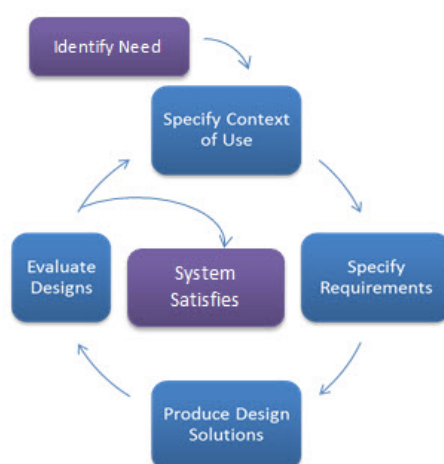 Identify Need
Specify Context
of Use
Evaluate
Designs
System
Satisfies
Specify
Requirements
Produce Design
Solutions